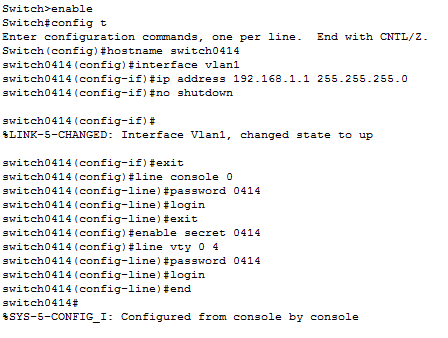 Switch>enable
Switch#config t
Enter configuration commands, one per line.  End with CNTL/Z.
Switch(config)#hostname switch0414
switch0414(config)#interface vlan1
switch0414(config-if)#ip address 192.168.1.1 255.255.255.0
switch0414(config-if)#no shutdown
switch0414(config-if)#
%LINK-5-CHANGED: Interface Vlan1, changed state to up
switch0414(config-if)#exit
switch0414(config)#line console 0
switch0414(config-line)#password 0414
switch0414(config-line)#login
switch0414(config-line)#exit
switch0414(config)#enable secret 0414
switch0414(config)#line vty 0 4
switch0414(config-line)#password 0414
switch0414(config-line)#login
switch0414(config-line)#end
switch0414#
%SYS-5-CONFIG_I: Configured from console by console